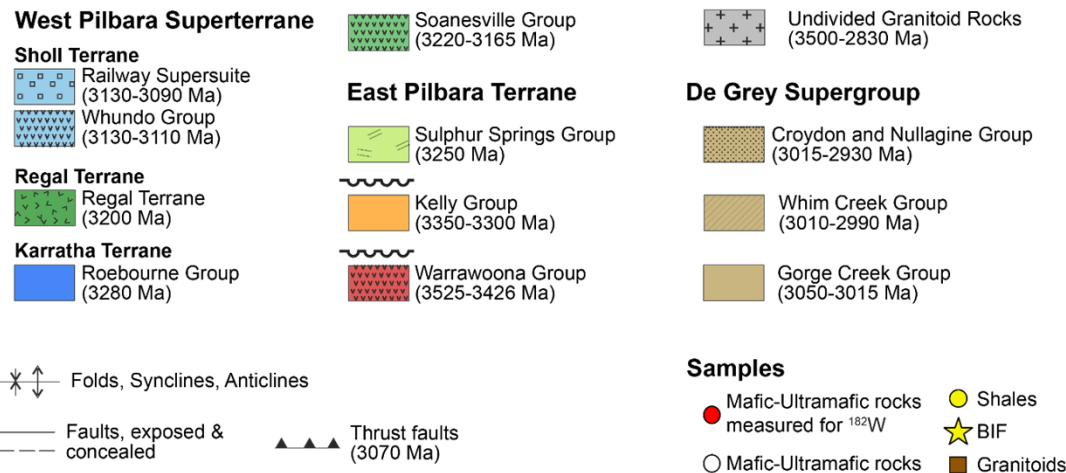 West Pilbara Superterrane
Sholl Terrane
Railway Supersuite
(3130-3090 Ma)
Whundo Group
(3130-3110 Ma)
Regal Terrane
Regal Terrane
(3200 Ma)
Karratha Terrane
Roebourne Group
(3280 Ma)
Soanesville Group
(3220-3165 Ma)
East Pilbara Terrane
Sulphur Springs Group
(3250 Ma)
Kelly Group
(3350-3300 Ma)
Warrawoona Group
(3525-3426 Ma)
Undivided Granitoid Rocks
(3500-2830 Ma)
De Grey Supergroup
Croydon and Nullagine Group
(3015-2930 Ma)
Whim Creek Group
(3010-2990 Ma)
Gorge Creek Group
(3050-3015 Ma)
Folds, Synclines, Anticlines
Faults, exposed &
concealed
Thrust faults
(3070 Ma)
Samples
Mafic-Ultramafic rocks
measured for ¹⁸²W
Mafic-Ultramafic rocks
Shales
BIF
Granitoids